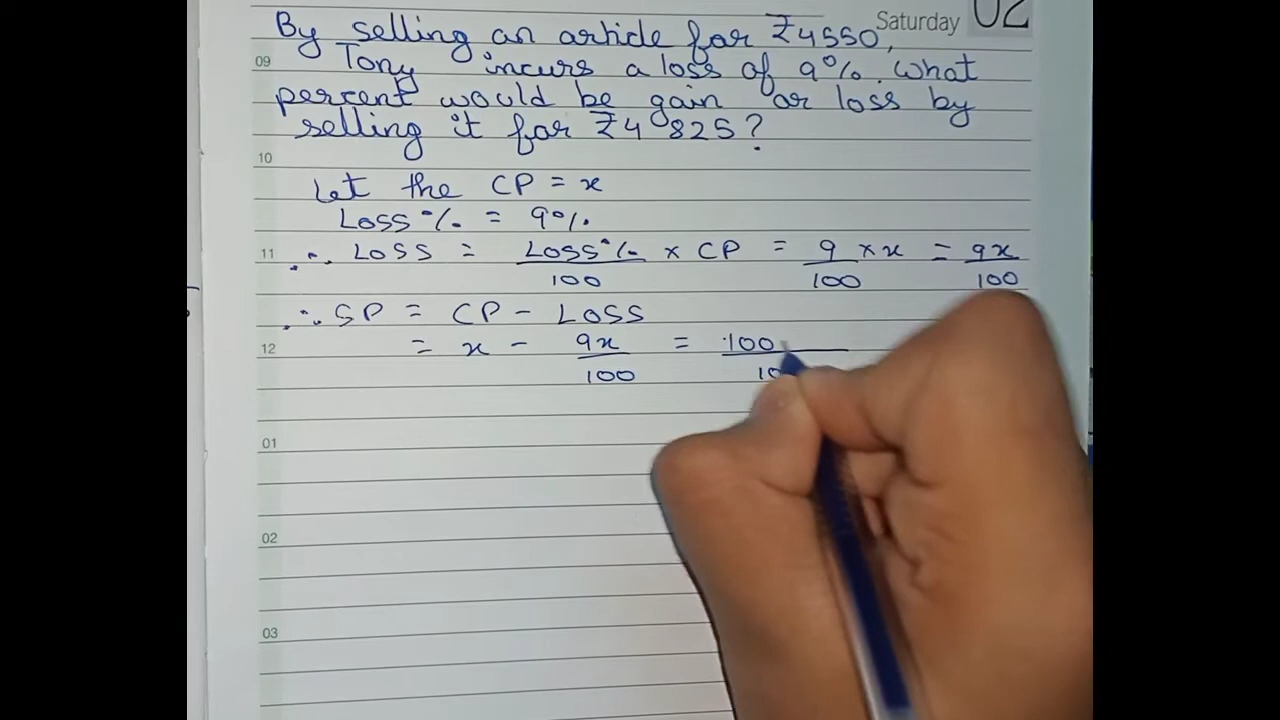 Saturday 02
By selling an article for ₹4550,
09
Tony incurs a loss of 9%. What
percent would be gain or loss by
selling it for ₹4825?
10
Let the CP = x
Loss% = 9%.
11
∴ LOSS = Loss%/100 × CP = 9/100 × x = 9x/100
∴ SP = CP - LOSS
12
= x - 9x/100 = 100
01
02
03